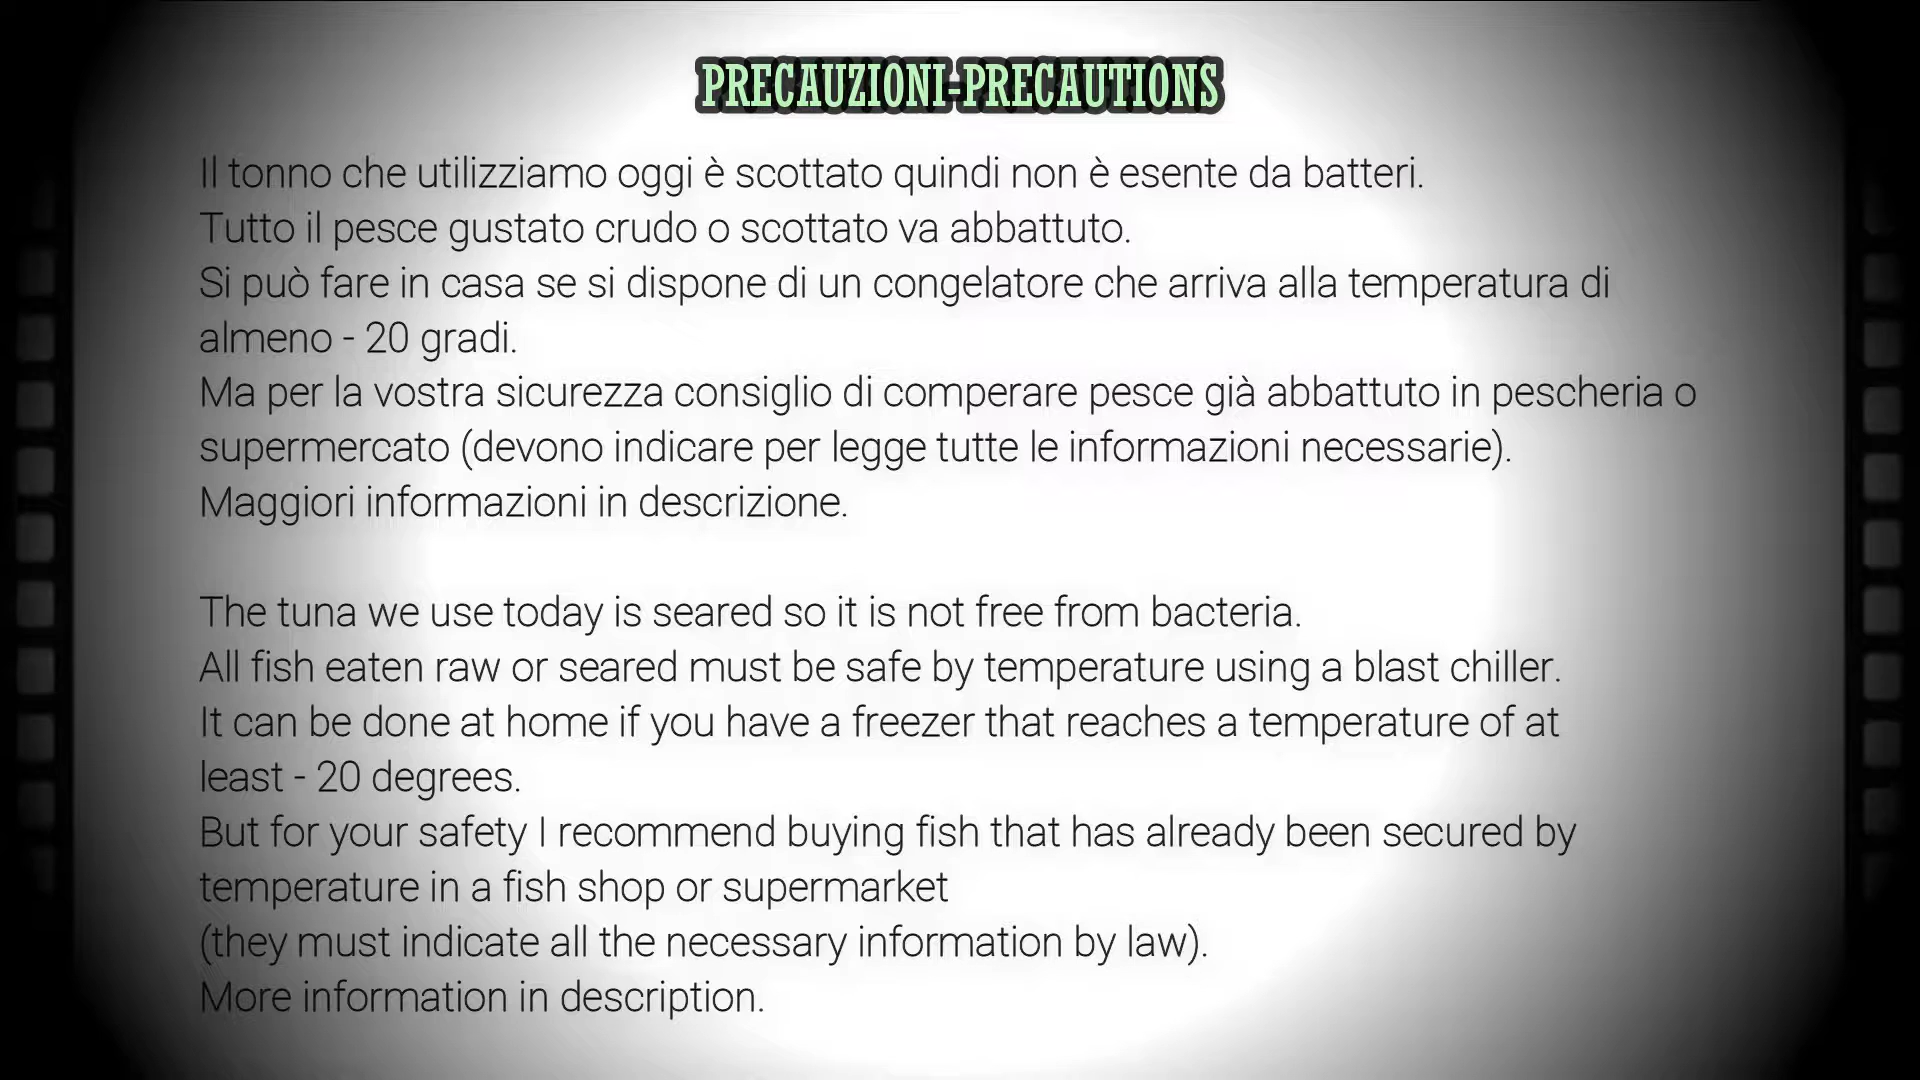 PRECAUZIONI-PRECAUTIONS
Il tonno che utilizziamo oggi è scottato quindi non è esente da batteri.
Tutto il pesce gustato crudo o scottato va abbattuto.
Si può fare in casa se si dispone di un congelatore che arriva alla temperatura di
almeno - 20 gradi.
Ma per la vostra sicurezza consiglio di comperare pesce già abbattuto in pescheria o
supermercato (devono indicare per legge tutte le informazioni necessarie).
Maggiori informazioni in descrizione.
The tuna we use today is seared so it is not free from bacteria.
All fish eaten raw or seared must be safe by temperature using a blast chiller.
It can be done at home if you have a freezer that reaches a temperature of at
least - 20 degrees.
But for your safety I recommend buying fish that has already been secured by
temperature in a fish shop or supermarket
(they must indicate all the necessary information by law).
More information in description.